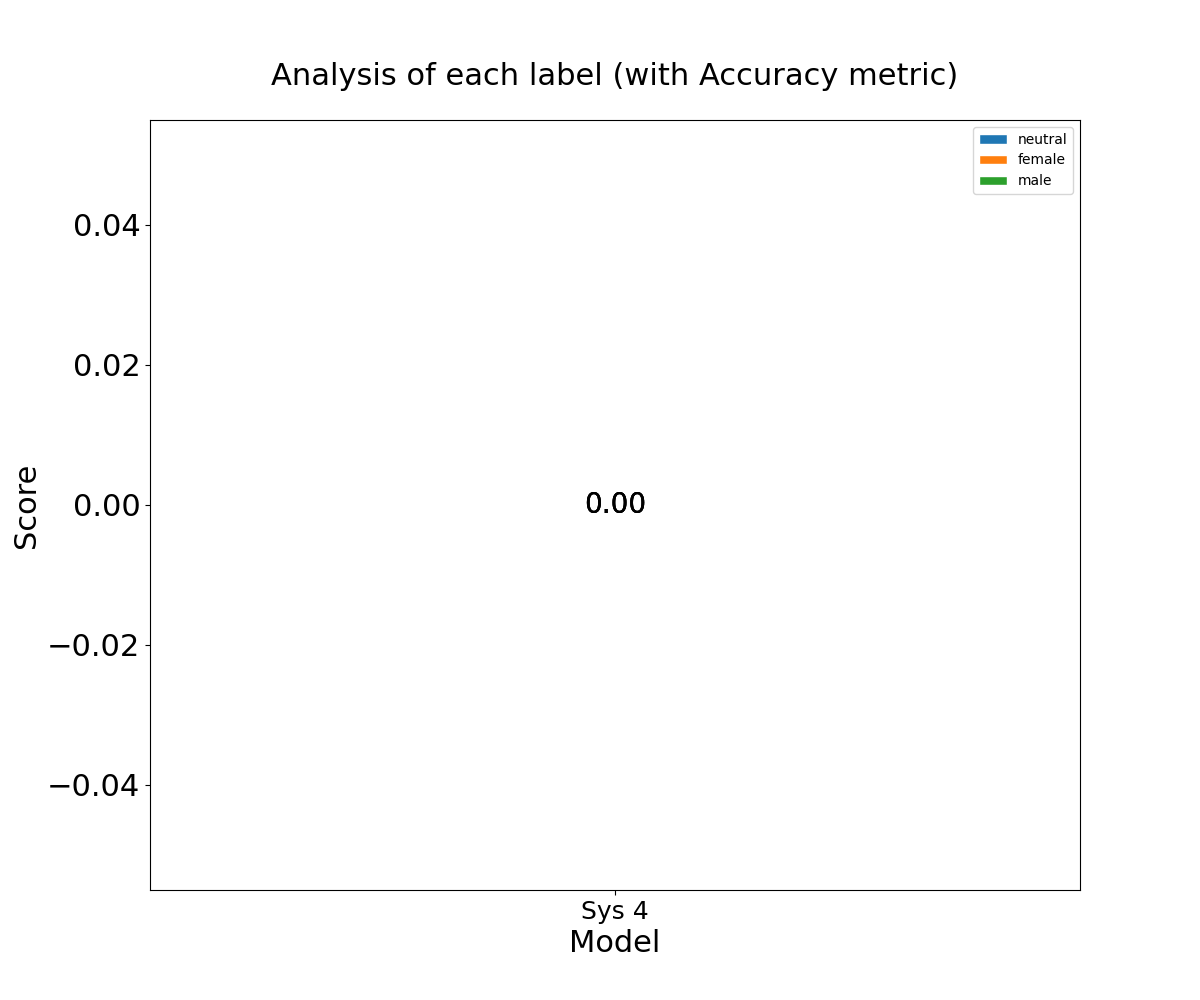 Analysis of each label (with Accuracy metric)
neutral
female
male
0.04
0.02
0.00
−0.02
−0.04
Score
0.00
Sys 4
Model